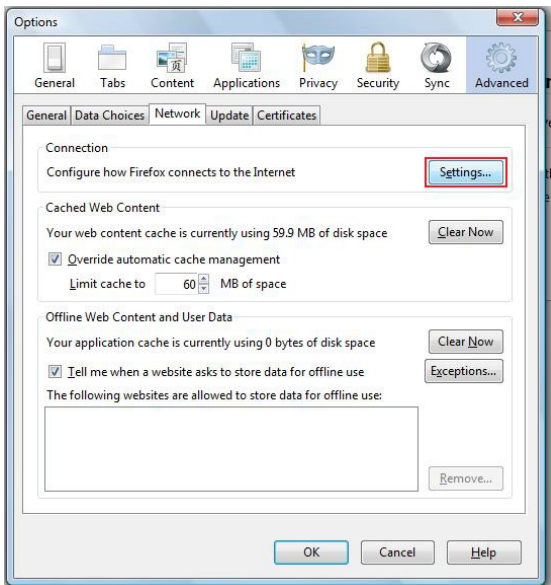 Options
General Tabs Content Applications Privacy Security Sync Advanced
General Data Choices Network Update Certificates
Connection
Configure how Firefox connects to the Internet Settings...
Cached Web Content
Your web content cache is currently using 59.9 MB of disk space Clear Now
Override automatic cache management
Limit cache to 60 MB of space
Offline Web Content and User Data
Your application cache is currently using 0 bytes of disk space Clear Now
Tell me when a website asks to store data for offline use Exceptions...
The following websites are allowed to store data for offline use:
Remove...
OK Cancel Help